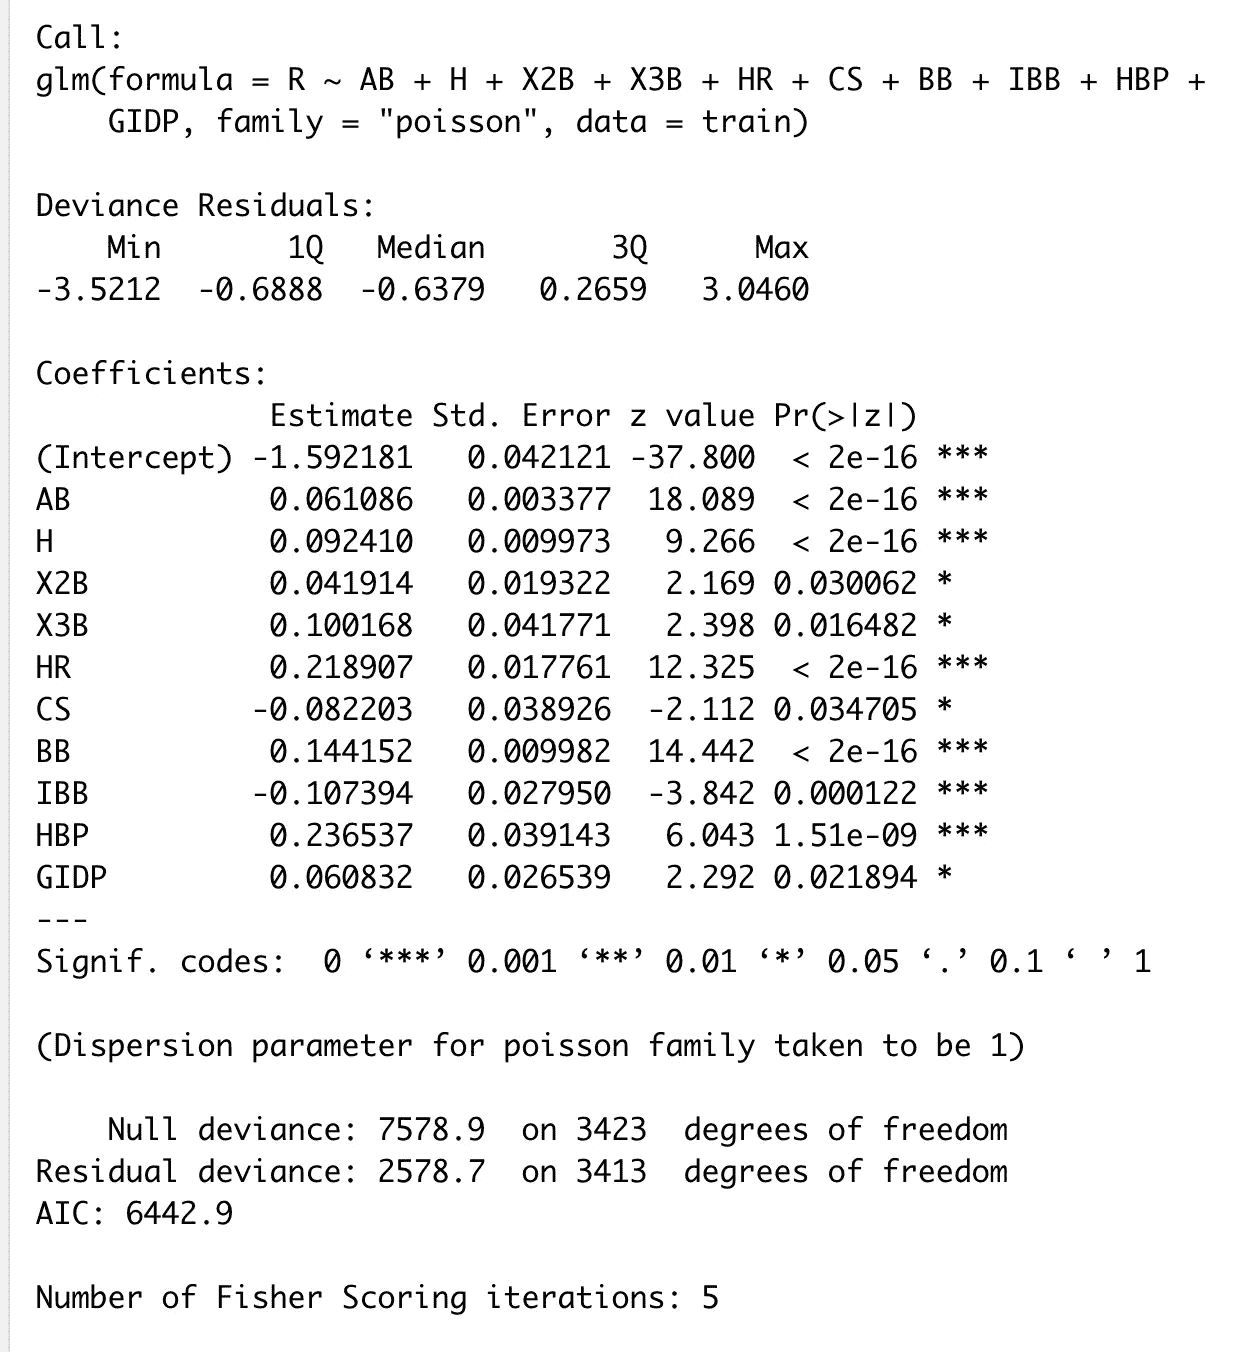 Call:
glm(formula = R ~ AB + H + X2B + X3B + HR + CS + BB + IBB + HBP +
    GIDP, family = "poisson", data = train)

Deviance Residuals:
    Min       1Q   Median       3Q      Max
-3.5212  -0.6888  -0.6379   0.2659   3.0460

Coefficients:
             Estimate Std. Error z value Pr(>|z|)
(Intercept) -1.592181   0.042121 -37.800  < 2e-16 ***
AB           0.061086   0.003377  18.089  < 2e-16 ***
H            0.092410   0.009973   9.266  < 2e-16 ***
X2B          0.041914   0.019322   2.169 0.030062 *
X3B          0.100168   0.041771   2.398 0.016482 *
HR           0.218907   0.017761  12.325  < 2e-16 ***
CS          -0.082203   0.038926  -2.112 0.034705 *
BB           0.144152   0.009982  14.442  < 2e-16 ***
IBB         -0.107394   0.027950  -3.842 0.000122 ***
HBP          0.236537   0.039143   6.043 1.51e-09 ***
GIDP         0.060832   0.026539   2.292 0.021894 *
---
Signif. codes:  0 ‘***’ 0.001 ‘**’ 0.01 ‘*’ 0.05 ‘.’ 0.1 ‘ ’ 1

(Dispersion parameter for poisson family taken to be 1)

    Null deviance: 7578.9  on 3423  degrees of freedom
Residual deviance: 2578.7  on 3413  degrees of freedom
AIC: 6442.9

Number of Fisher Scoring iterations: 5